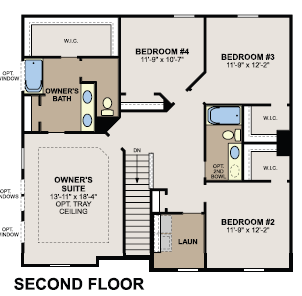 W.I.C.
BEDROOM #4
11'-9" x 10'-7"
BEDROOM #3
11'-9" x 12'-2"
OPT.
WINDOW
OWNER'S
BATH
W.I.C.
DN
OPT.
2ND
BOWL
W.I.C.
OWNER'S
SUITE
13'-11" x 18'-4"
OPT. TRAY
CEILING
OPT.
WINDOWS
OPT.
WINDOW
BEDROOM #2
11'-9" x 12'-2"
LAUN
SECOND FLOOR